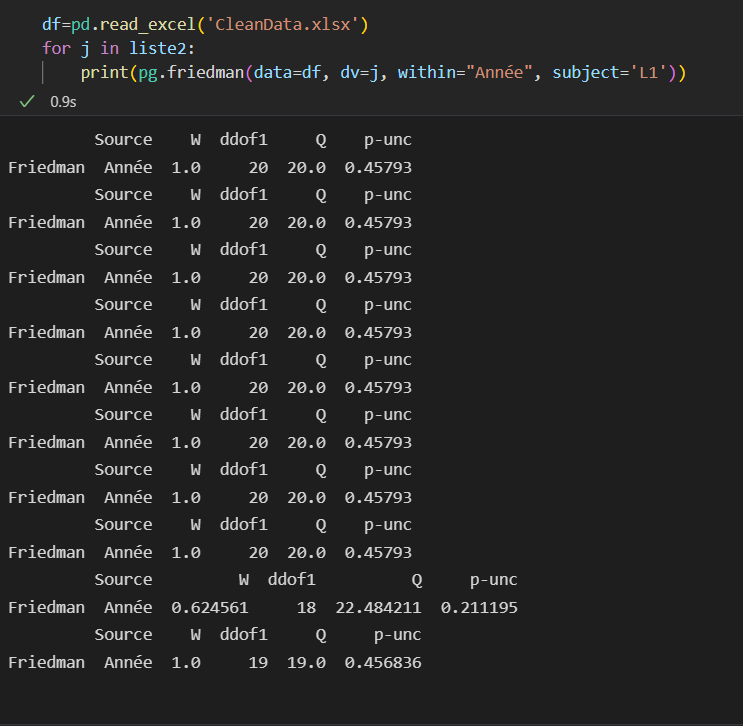 df=pd.read_excel('CleanData.xlsx')
for j in liste2:
    print(pg.friedman(data=df, dv=j, within="Année", subject='L1'))
0.9s
Source W ddof1 Q p-unc
Friedman Année 1.0 20 20.0 0.45793
Source W ddof1 Q p-unc
Friedman Année 1.0 20 20.0 0.45793
Source W ddof1 Q p-unc
Friedman Année 1.0 20 20.0 0.45793
Source W ddof1 Q p-unc
Friedman Année 1.0 20 20.0 0.45793
Source W ddof1 Q p-unc
Friedman Année 1.0 20 20.0 0.45793
Source W ddof1 Q p-unc
Friedman Année 1.0 20 20.0 0.45793
Source W ddof1 Q p-unc
Friedman Année 1.0 20 20.0 0.45793
Source W ddof1 Q p-unc
Friedman Année 1.0 20 20.0 0.45793
Source W ddof1 Q p-unc
Friedman Année 0.624561 18 22.484211 0.211195
Source W ddof1 Q p-unc
Friedman Année 1.0 19 19.0 0.456836